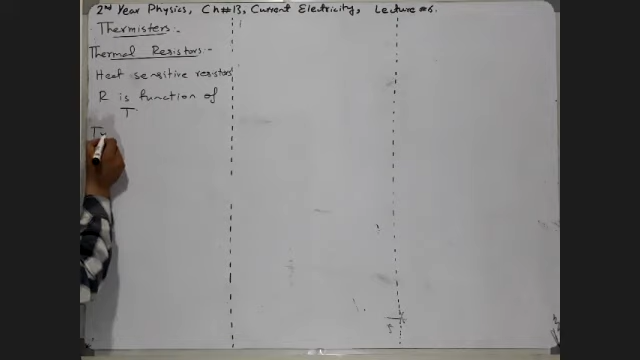 2nd Year Physics, Ch#13, Current Electricity, Lecture #6.
Thermisters.
Thermal Resistors.
Heat sensitive resistors
R is function of
T